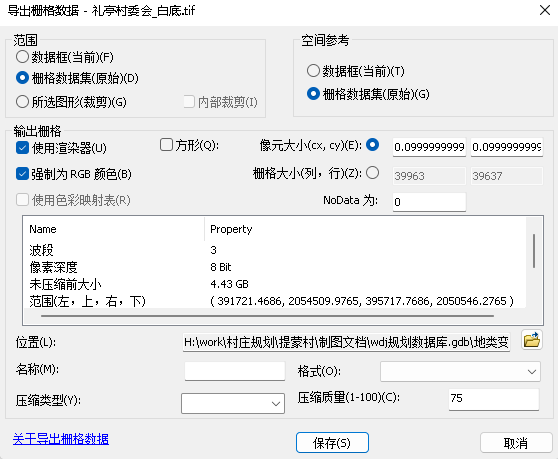 导出栅格数据 - 礼亭村委会_白底.tif
范围
数据框(当前)(F)
栅格数据集(原始)(D)
所选图形(裁剪)(G)
内部裁剪(I)
空间参考
数据框(当前)(T)
栅格数据集(原始)(G)
输出栅格
使用渲染器(U)
方形(Q):
像元大小(cx, cy)(E):
0.0999999999
0.0999999999
强制为 RGB 颜色(B)
栅格大小(列，行)(Z):
39963
39637
使用色彩映射表(R)
NoData 为:
0
Name
Property
波段
3
像素深度
8 Bit
未压缩前大小
4.43 GB
范围(左，上，右，下)
( 391721.4686, 2054509.9765, 395717.7686, 2050546.2765 )
位置(L):
H:\work\村庄规划\提蒙村\制图文档\wdj规划数据库.gdb\地类变
名称(M):
格式(O):
压缩类型(Y):
压缩质量(1-100)(C):
75
关于导出栅格数据
保存(S)
取消